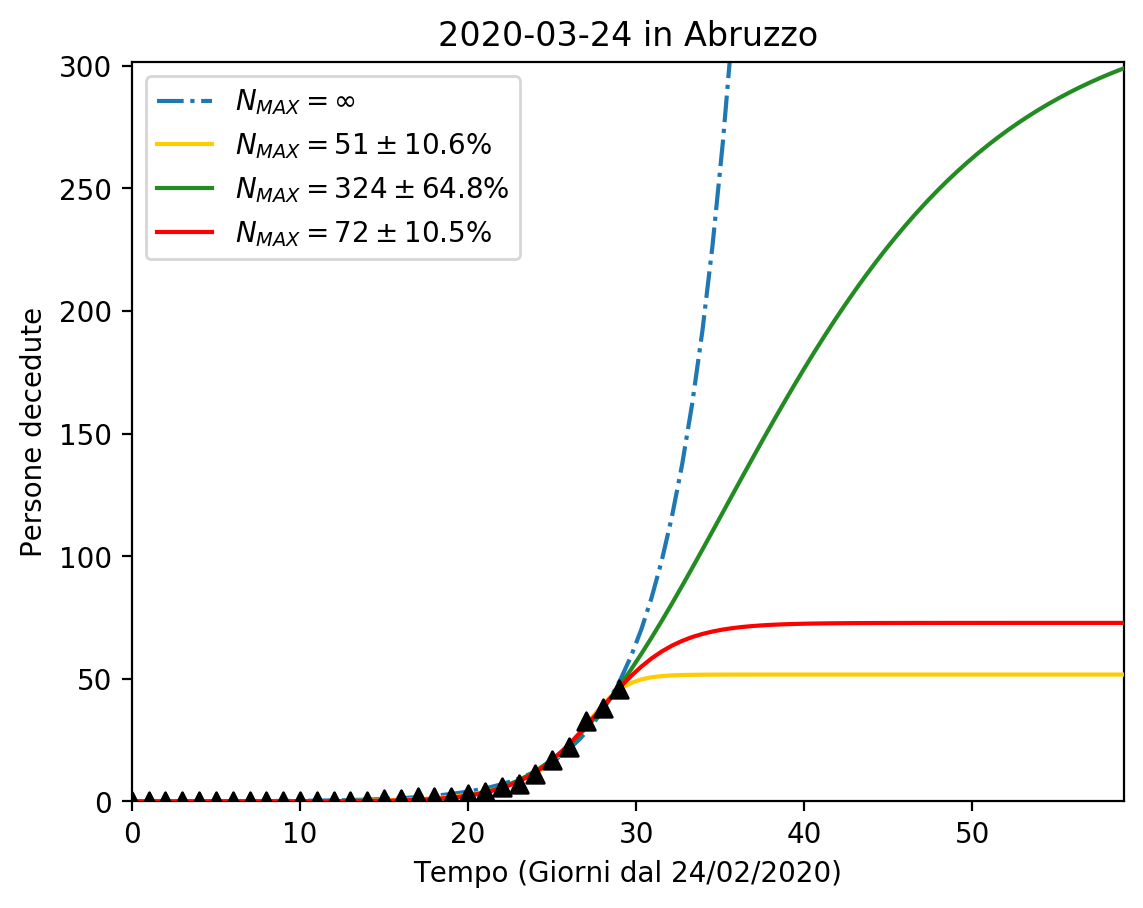 2020-03-24 in Abruzzo
N_MAX = ∞
N_MAX = 51 ± 10.6%
N_MAX = 324 ± 64.8%
N_MAX = 72 ± 10.5%
Persone decedute
300
250
200
150
100
50
0
0 10 20 30 40 50
Tempo (Giorni dal 24/02/2020)